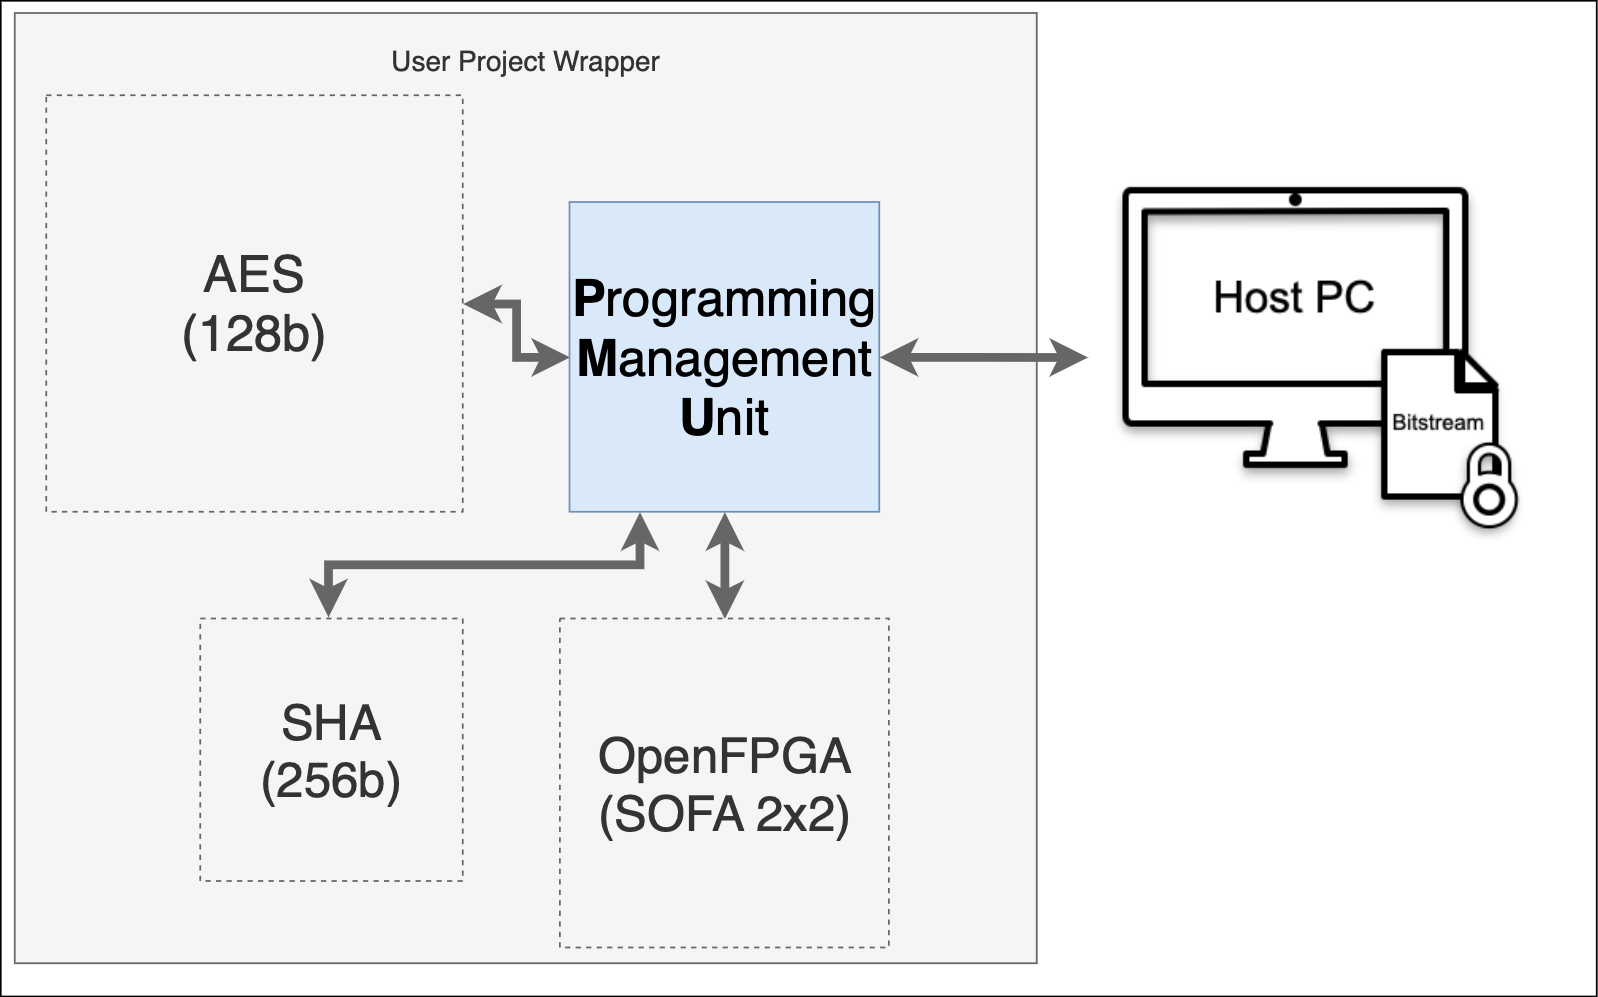 User Project Wrapper
AES
(128b)
Programming
Management
Unit
Host PC
Bitstream
SHA
(256b)
OpenFPGA
(SOFA 2x2)